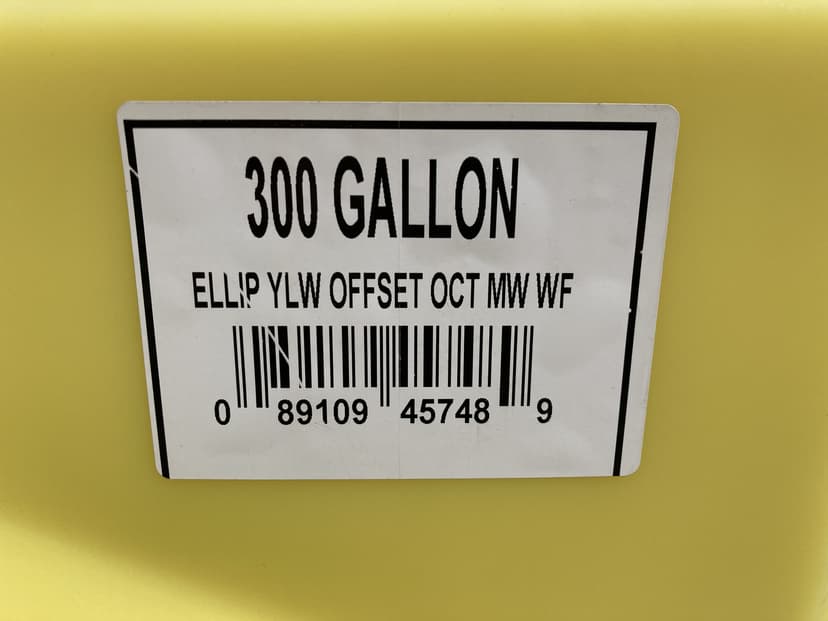 300 GALLON
ELLIP YLW OFFSET OCT MW WF
0 89109 45748 9